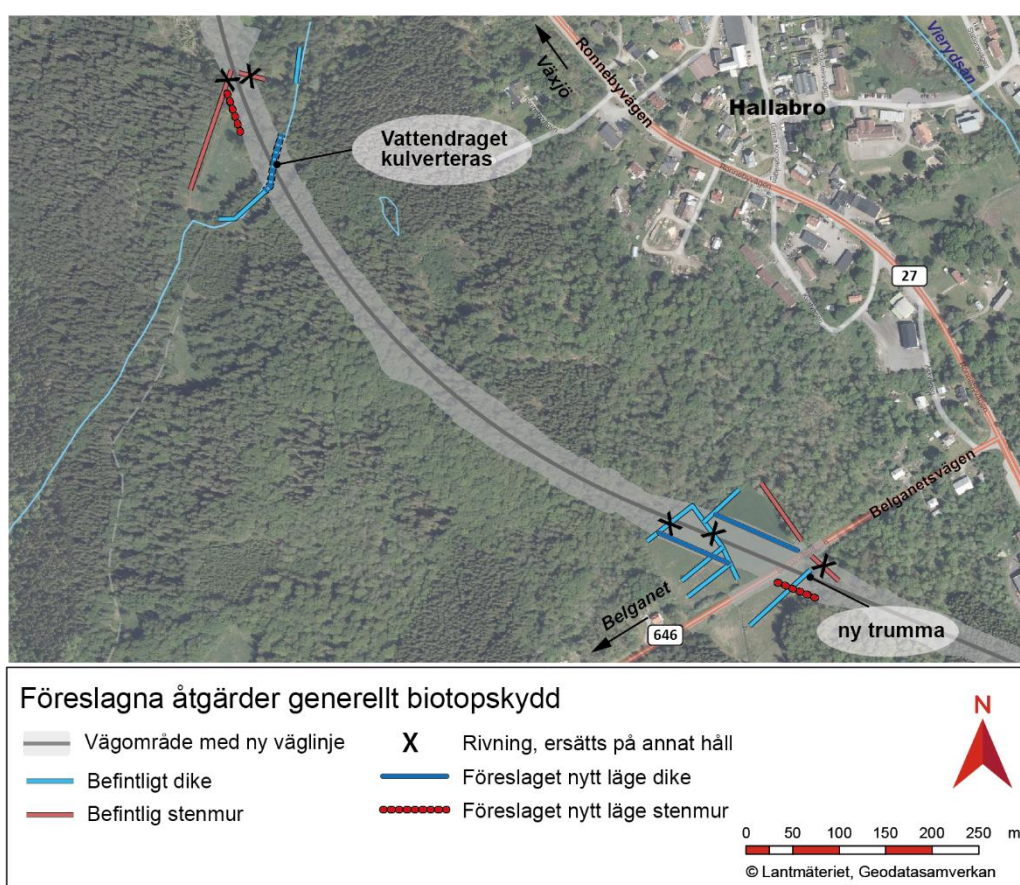 Växjö
Ronnebyvägen
Hallabro
Vierydsån
Vattendraget
kulverteras
27
Belganetsvägen
Belganet
646
ny trumma
Föreslagna åtgärder generellt biotopskydd
Vägområde med ny väglinje
X Rivning, ersätts på annat håll
Befintligt dike
Föreslaget nytt läge dike
Befintlig stenmur
Föreslaget nytt läge stenmur
N
0 50 100 150 200 250 m
© Lantmäteriet, Geodatasamverkan